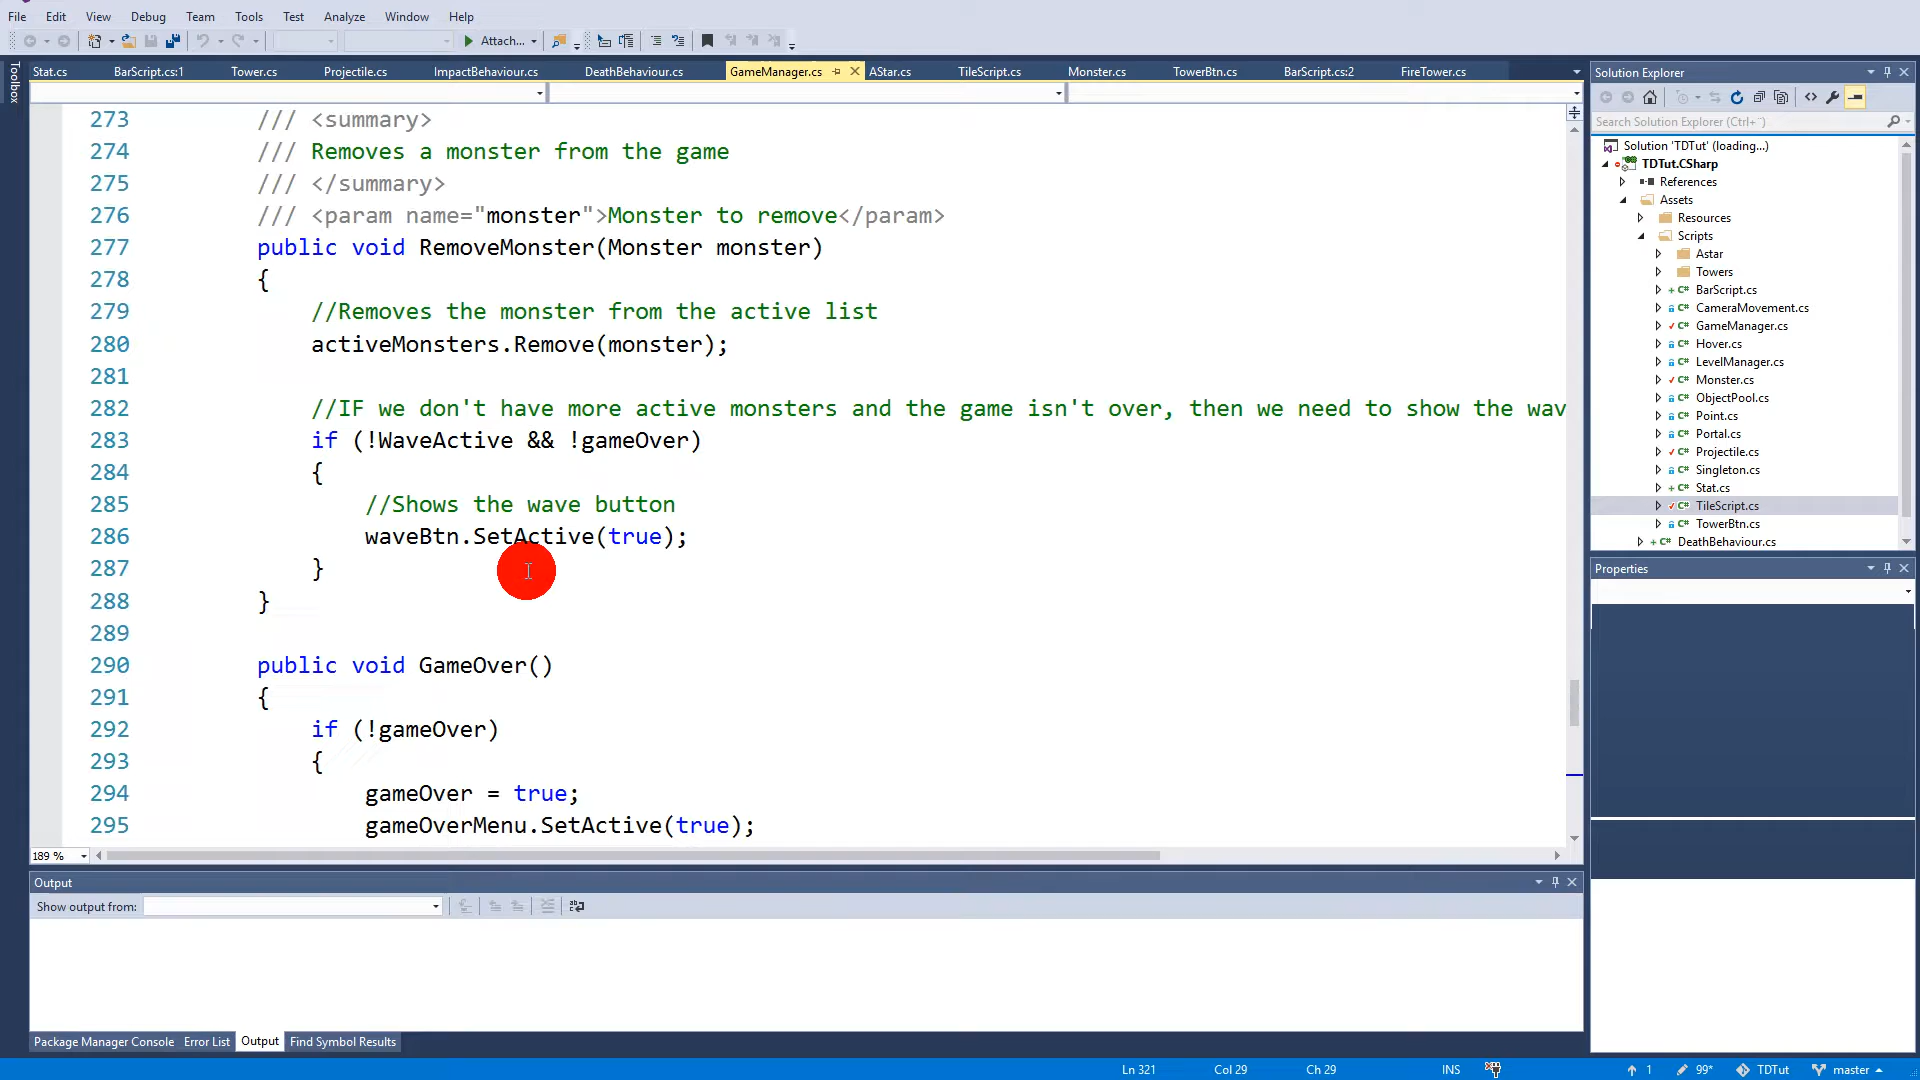 File Edit View Debug Team Tools Test Analyze Window Help
Attach...
Toolbox
Stat.cs BarScript.cs:1 Tower.cs Projectile.cs ImpactBehaviour.cs DeathBehaviour.cs GameManager.cs AStar.cs TileScript.cs Monster.cs TowerBtn.cs BarScript.cs:2 FireTower.cs
273 /// <summary>
274 /// Removes a monster from the game
275 /// </summary>
276 /// <param name="monster">Monster to remove</param>
277 public void RemoveMonster(Monster monster)
278 {
279 //Removes the monster from the active list
280 activeMonsters.Remove(monster);
281
282 //IF we don't have more active monsters and the game isn't over, then we need to show the wav
283 if (!WaveActive && !gameOver)
284 {
285 //Shows the wave button
286 waveBtn.SetActive(true);
287 }
288 }
289
290 public void GameOver()
291 {
292 if (!gameOver)
293 {
294 gameOver = true;
295 gameOverMenu.SetActive(true);
189 %
Output
Show output from:
Package Manager Console Error List Output Find Symbol Results
Solution Explorer
Search Solution Explorer (Ctrl+¨)
Solution 'TDTut' (loading...)
TDTut.CSharp
References
Assets
Resources
Scripts
Astar
Towers
BarScript.cs
CameraMovement.cs
GameManager.cs
Hover.cs
LevelManager.cs
Monster.cs
ObjectPool.cs
Point.cs
Portal.cs
Projectile.cs
Singleton.cs
Stat.cs
TileScript.cs
TowerBtn.cs
DeathBehaviour.cs
Properties
Ln 321 Col 29 Ch 29 INS 1 99* TDTut master